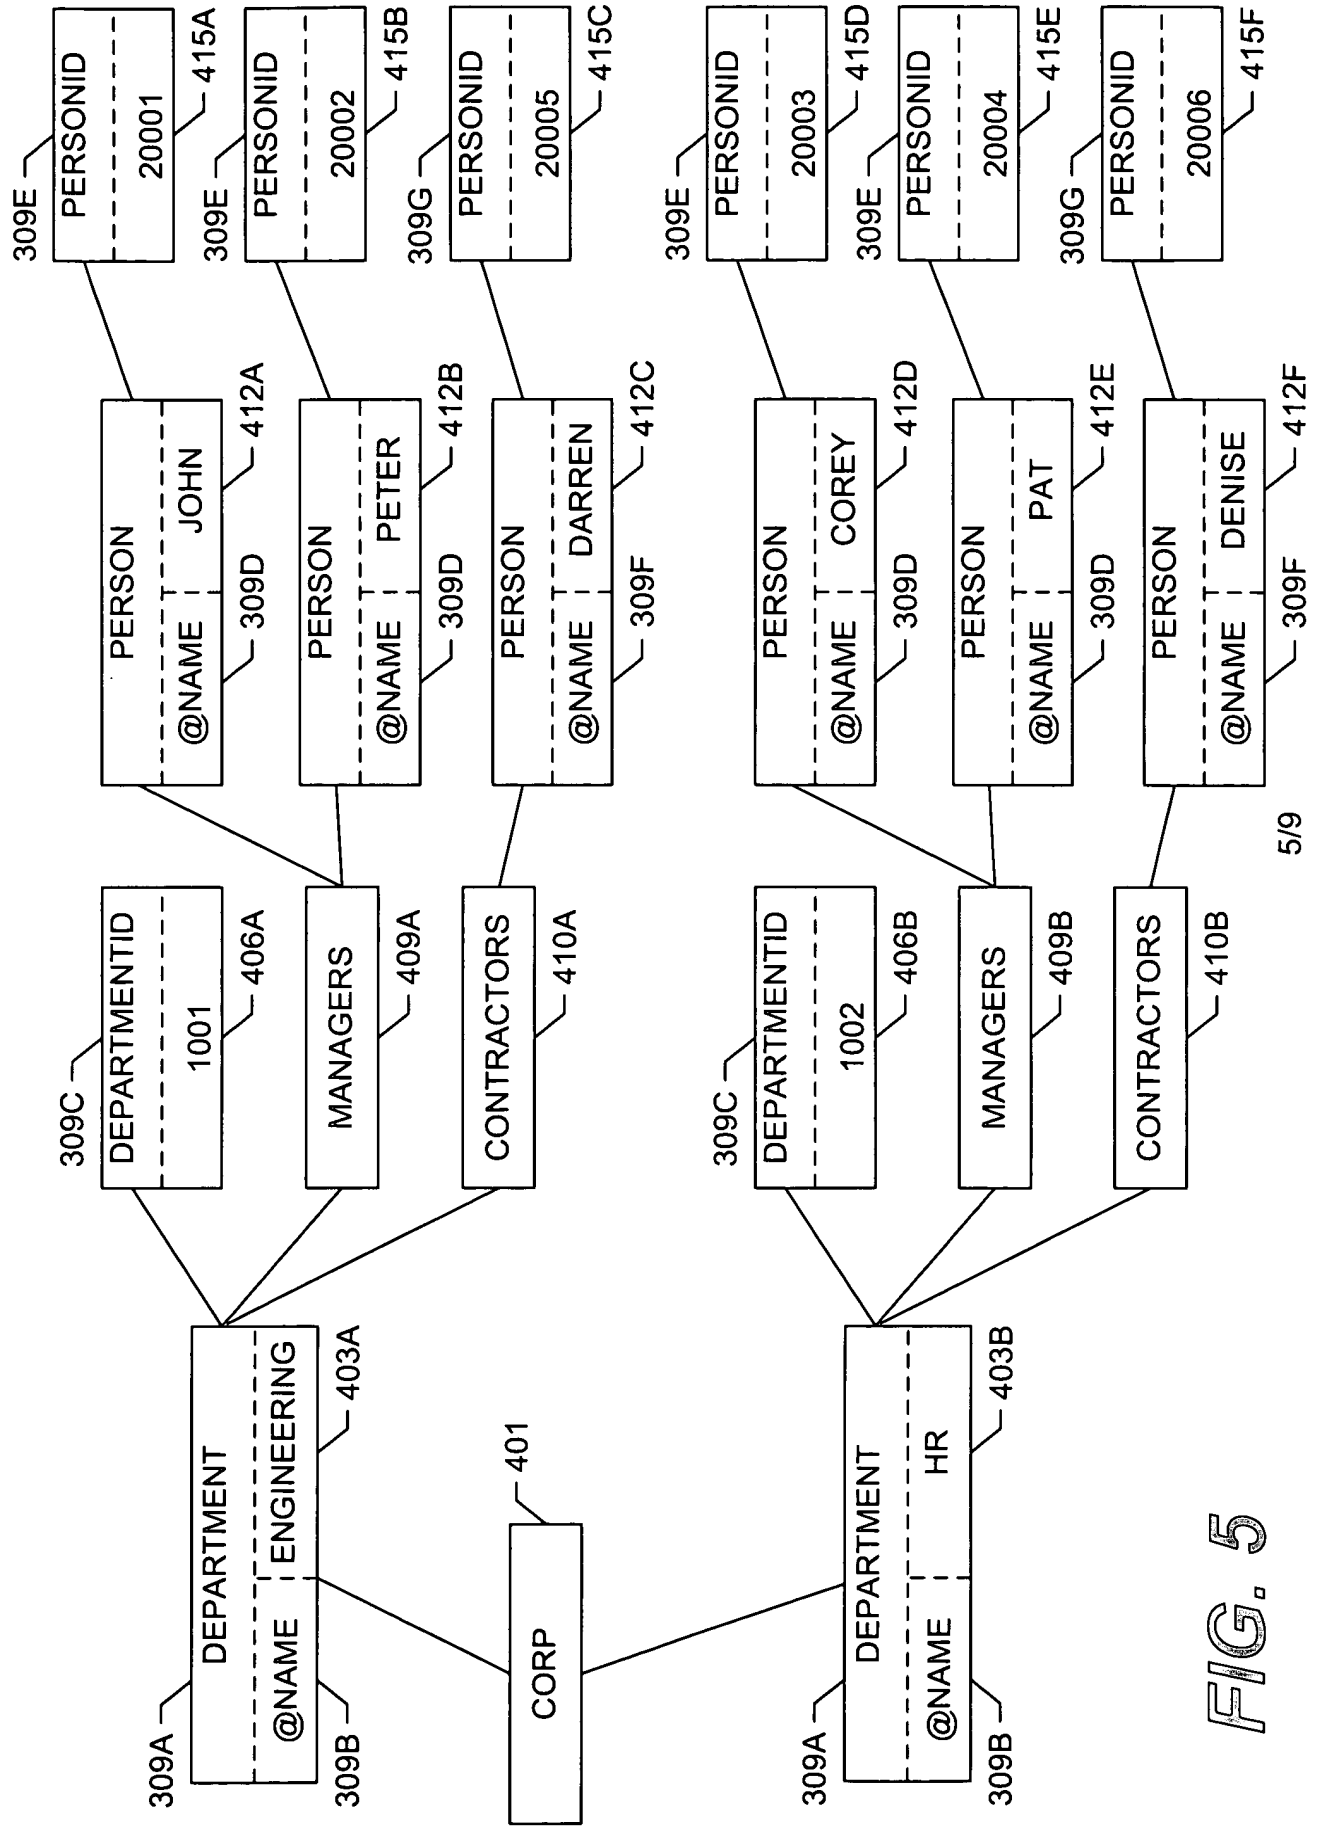 309A
DEPARTMENT
@NAME ENGINEERING
309B
403A
309C
DEPARTMENTID
1001
406A
MANAGERS
409A
CONTRACTORS
410A
PERSON
@NAME JOHN
309D
412A
309E
PERSONID
20001
415A
PERSON
@NAME PETER
309D
412B
309E
PERSONID
20002
415B
PERSON
@NAME DARREN
309F
412C
309G
PERSONID
20005
415C
CORP
401
309A
DEPARTMENT
@NAME HR
309B
403B
309C
DEPARTMENTID
1002
406B
MANAGERS
409B
CONTRACTORS
410B
PERSON
@NAME COREY
309D
412D
309E
PERSONID
20003
415D
PERSON
@NAME PAT
309D
412E
309E
PERSONID
20004
415E
PERSON
@NAME DENISE
309F
412F
309G
PERSONID
20006
415F
FIG. 5
5/9